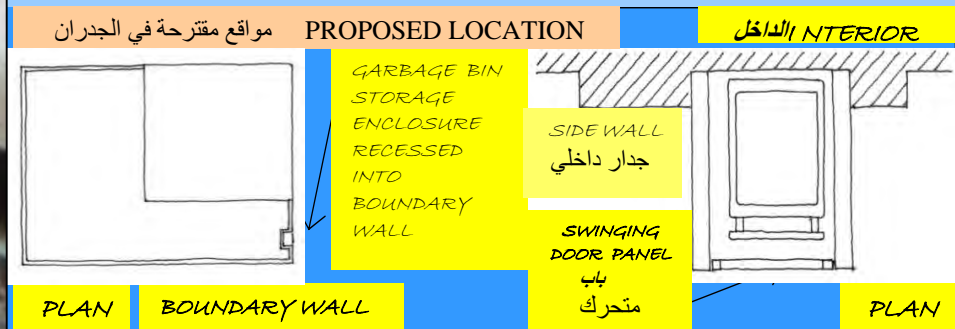 مواقع مقترحة في الجدران PROPOSED LOCATION
INTERIOR الداخل
GARBAGE BIN
STORAGE
ENCLOSURE
RECESSED
INTO
BOUNDARY
WALL
SIDE WALL
جدار داخلي
SWINGING
DOOR PANEL
باب
متحرك
PLAN
BOUNDARY WALL
PLAN